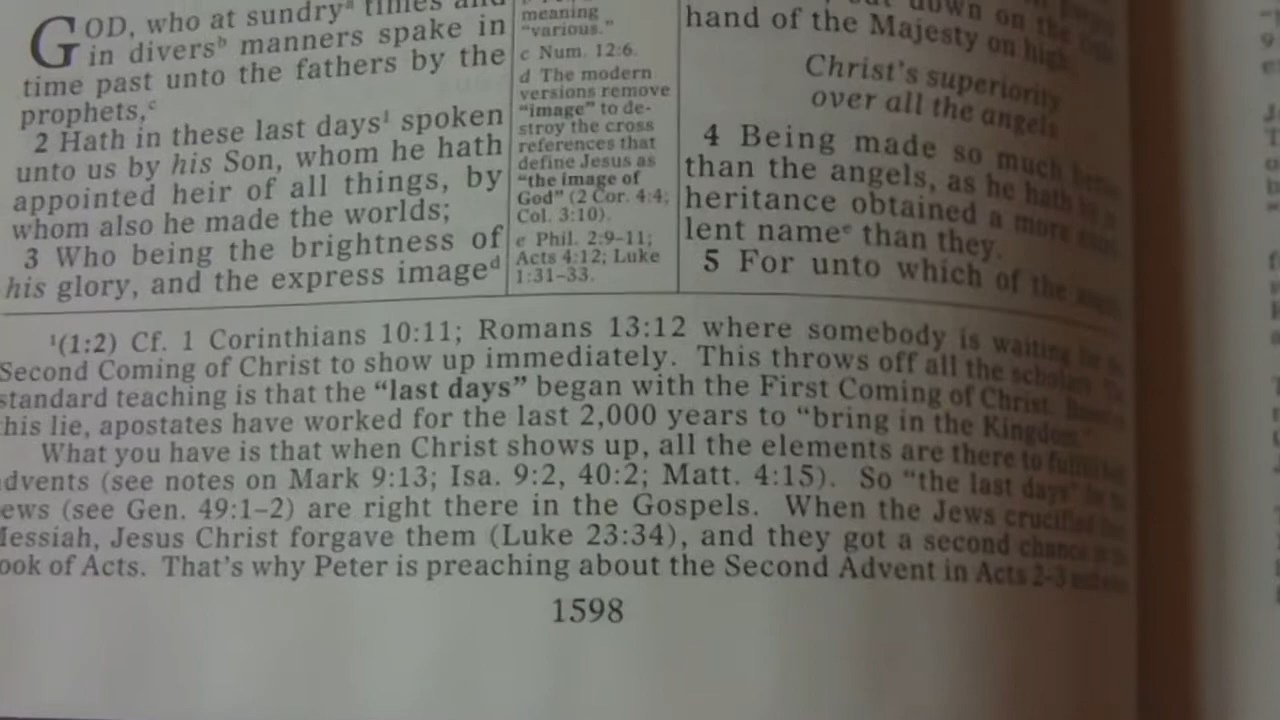 GOD, who at sundryᵃ times and
in diversᵇ manners spake in
time past unto the fathers by the
prophets,ᶜ
2 Hath in these last days¹ spoken
unto us by his Son, whom he hath
appointed heir of all things, by
whom also he made the worlds;
3 Who being the brightness of
his glory, and the express imageᵈ
meaning
“various.”
c Num. 12:6.
d The modern
versions remove
“image” to de-
stroy the cross
references that
define Jesus as
“the image of
God” (2 Cor. 4:4;
Col. 3:10).
e Phil. 2:9–11;
Acts 4:12; Luke
1:31–33.
down on the
hand of the Majesty on high.
Christ's superiority
over all the angels
4 Being made so much
than the angels, as he hath
heritance obtained a more
lent nameᵉ than they.
5 For unto which of the
¹(1:2) Cf. 1 Corinthians 10:11; Romans 13:12 where somebody is waiting for the
Second Coming of Christ to show up immediately. This throws off all the
standard teaching is that the “last days” began with the First Coming of Christ.
his lie, apostates have worked for the last 2,000 years to “bring in the Kingdom.”
What you have is that when Christ shows up, all the elements are there to fulfill
dvents (see notes on Mark 9:13; Isa. 9:2, 40:2; Matt. 4:15). So “the last days”
ews (see Gen. 49:1–2) are right there in the Gospels. When the Jews crucified
essiah, Jesus Christ forgave them (Luke 23:34), and they got a second chance
ook of Acts. That's why Peter is preaching about the Second Advent in Acts 2–3
1598